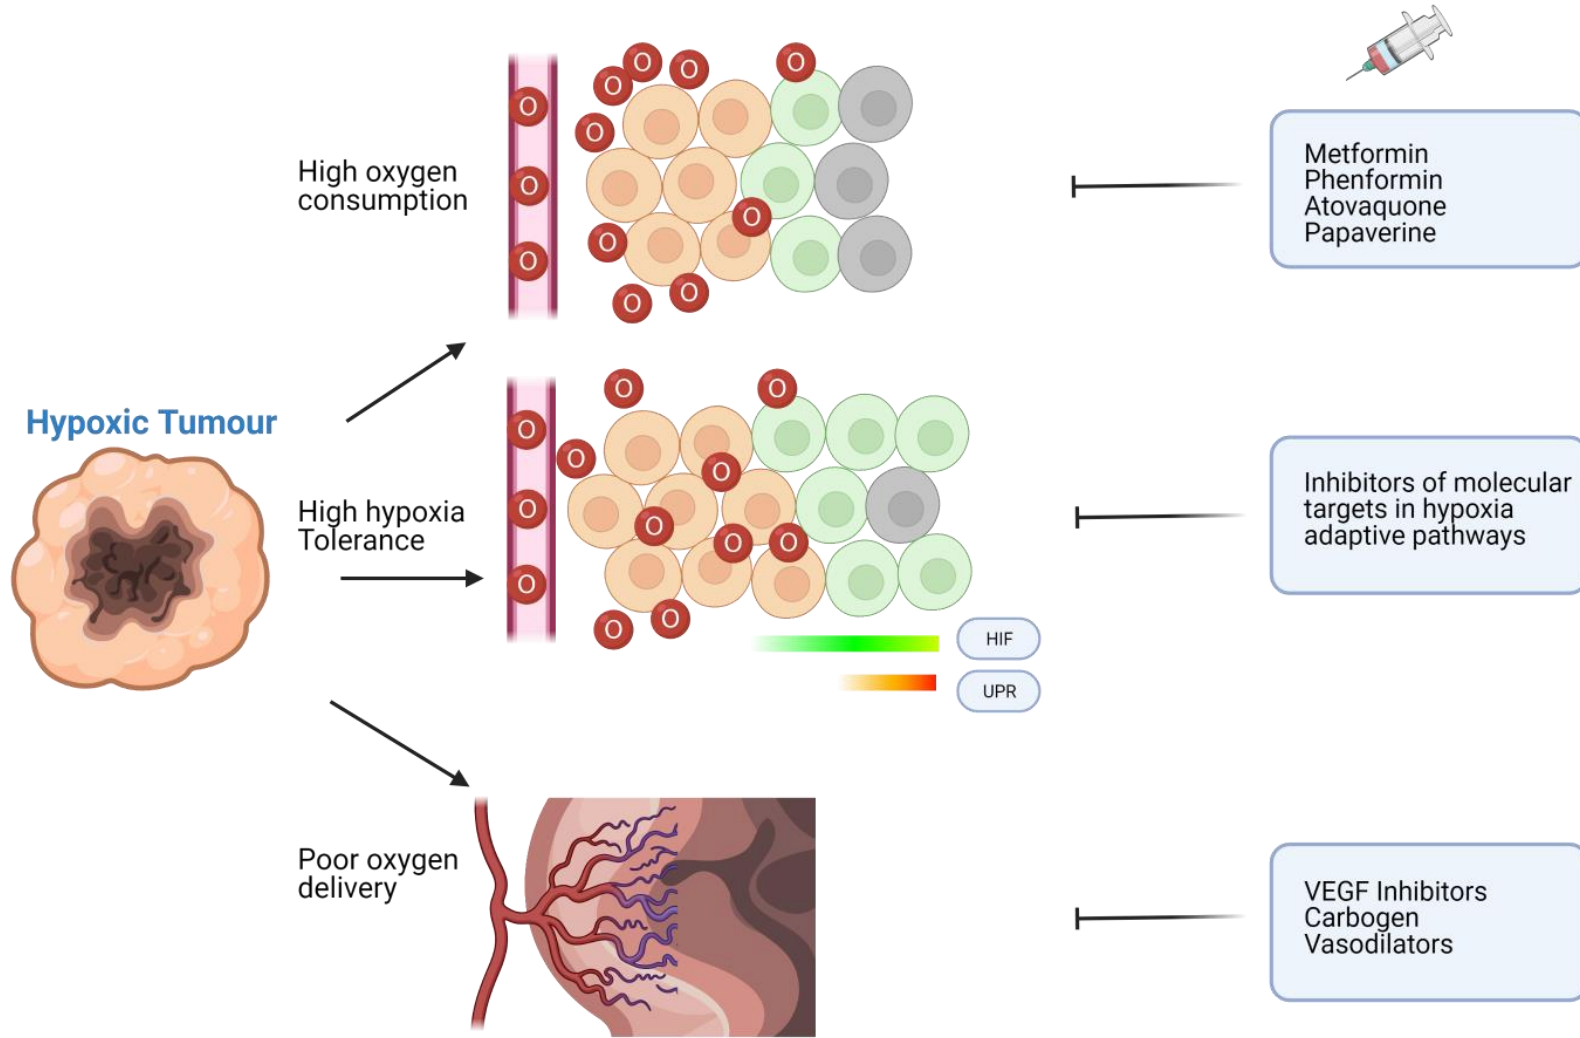 High oxygen
consumption
O
O
O
O
O
O
O
O
O
O
O
O
O
Metformin
Phenformin
Atovaquone
Papaverine
Hypoxic Tumour
High hypoxia
Tolerance
O
O
O
O
O
O
O
O
O
O
O
O
HIF
UPR
Inhibitors of molecular
targets in hypoxia
adaptive pathways
Poor oxygen
delivery
VEGF Inhibitors
Carbogen
Vasodilators